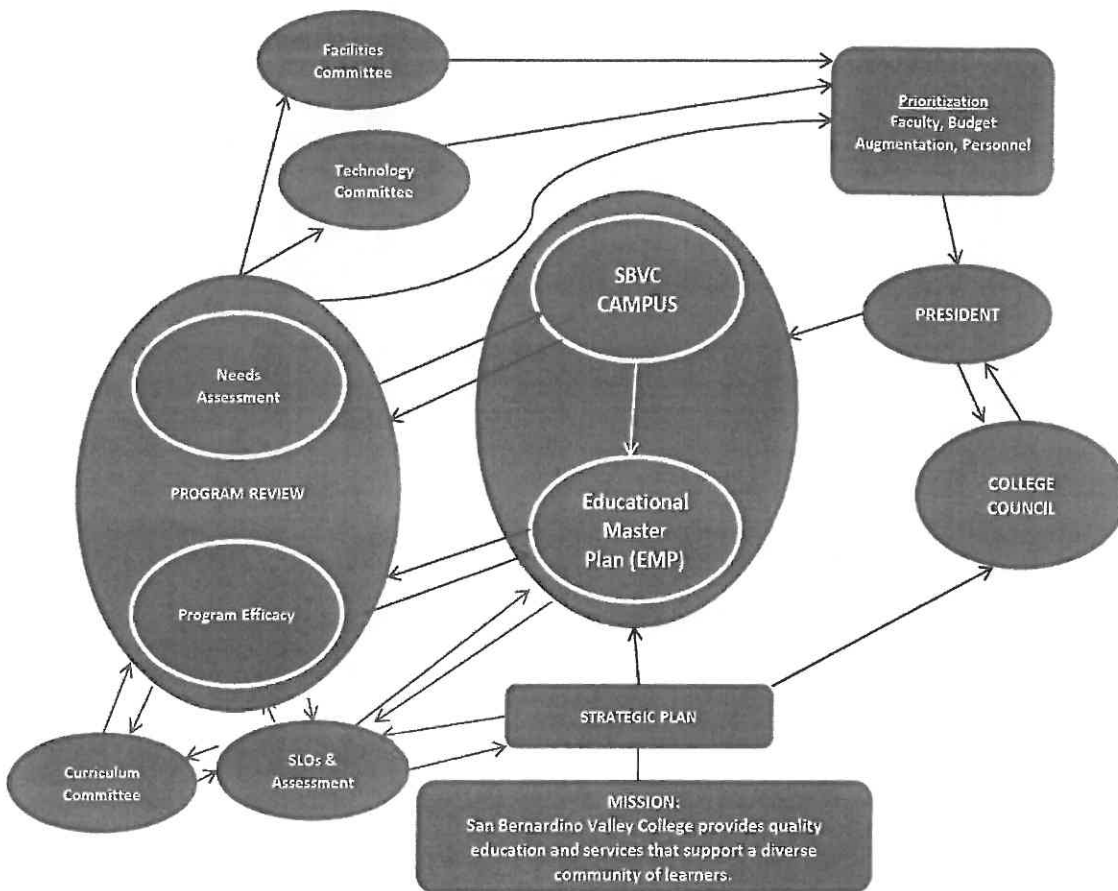 Facilities
Committee
Prioritization
Faculty, Budget
Augmentation, Personnel
Technology
Committee
SBVC
CAMPUS
PRESIDENT
Needs
Assessment
PROGRAM REVIEW
COLLEGE
COUNCIL
Educational
Master
Plan (EMP)
Program Efficacy
STRATEGIC PLAN
SLOs &
Assessment
Curriculum
Committee
MISSION:
San Bernardino Valley College provides quality
education and services that support a diverse
community of learners.